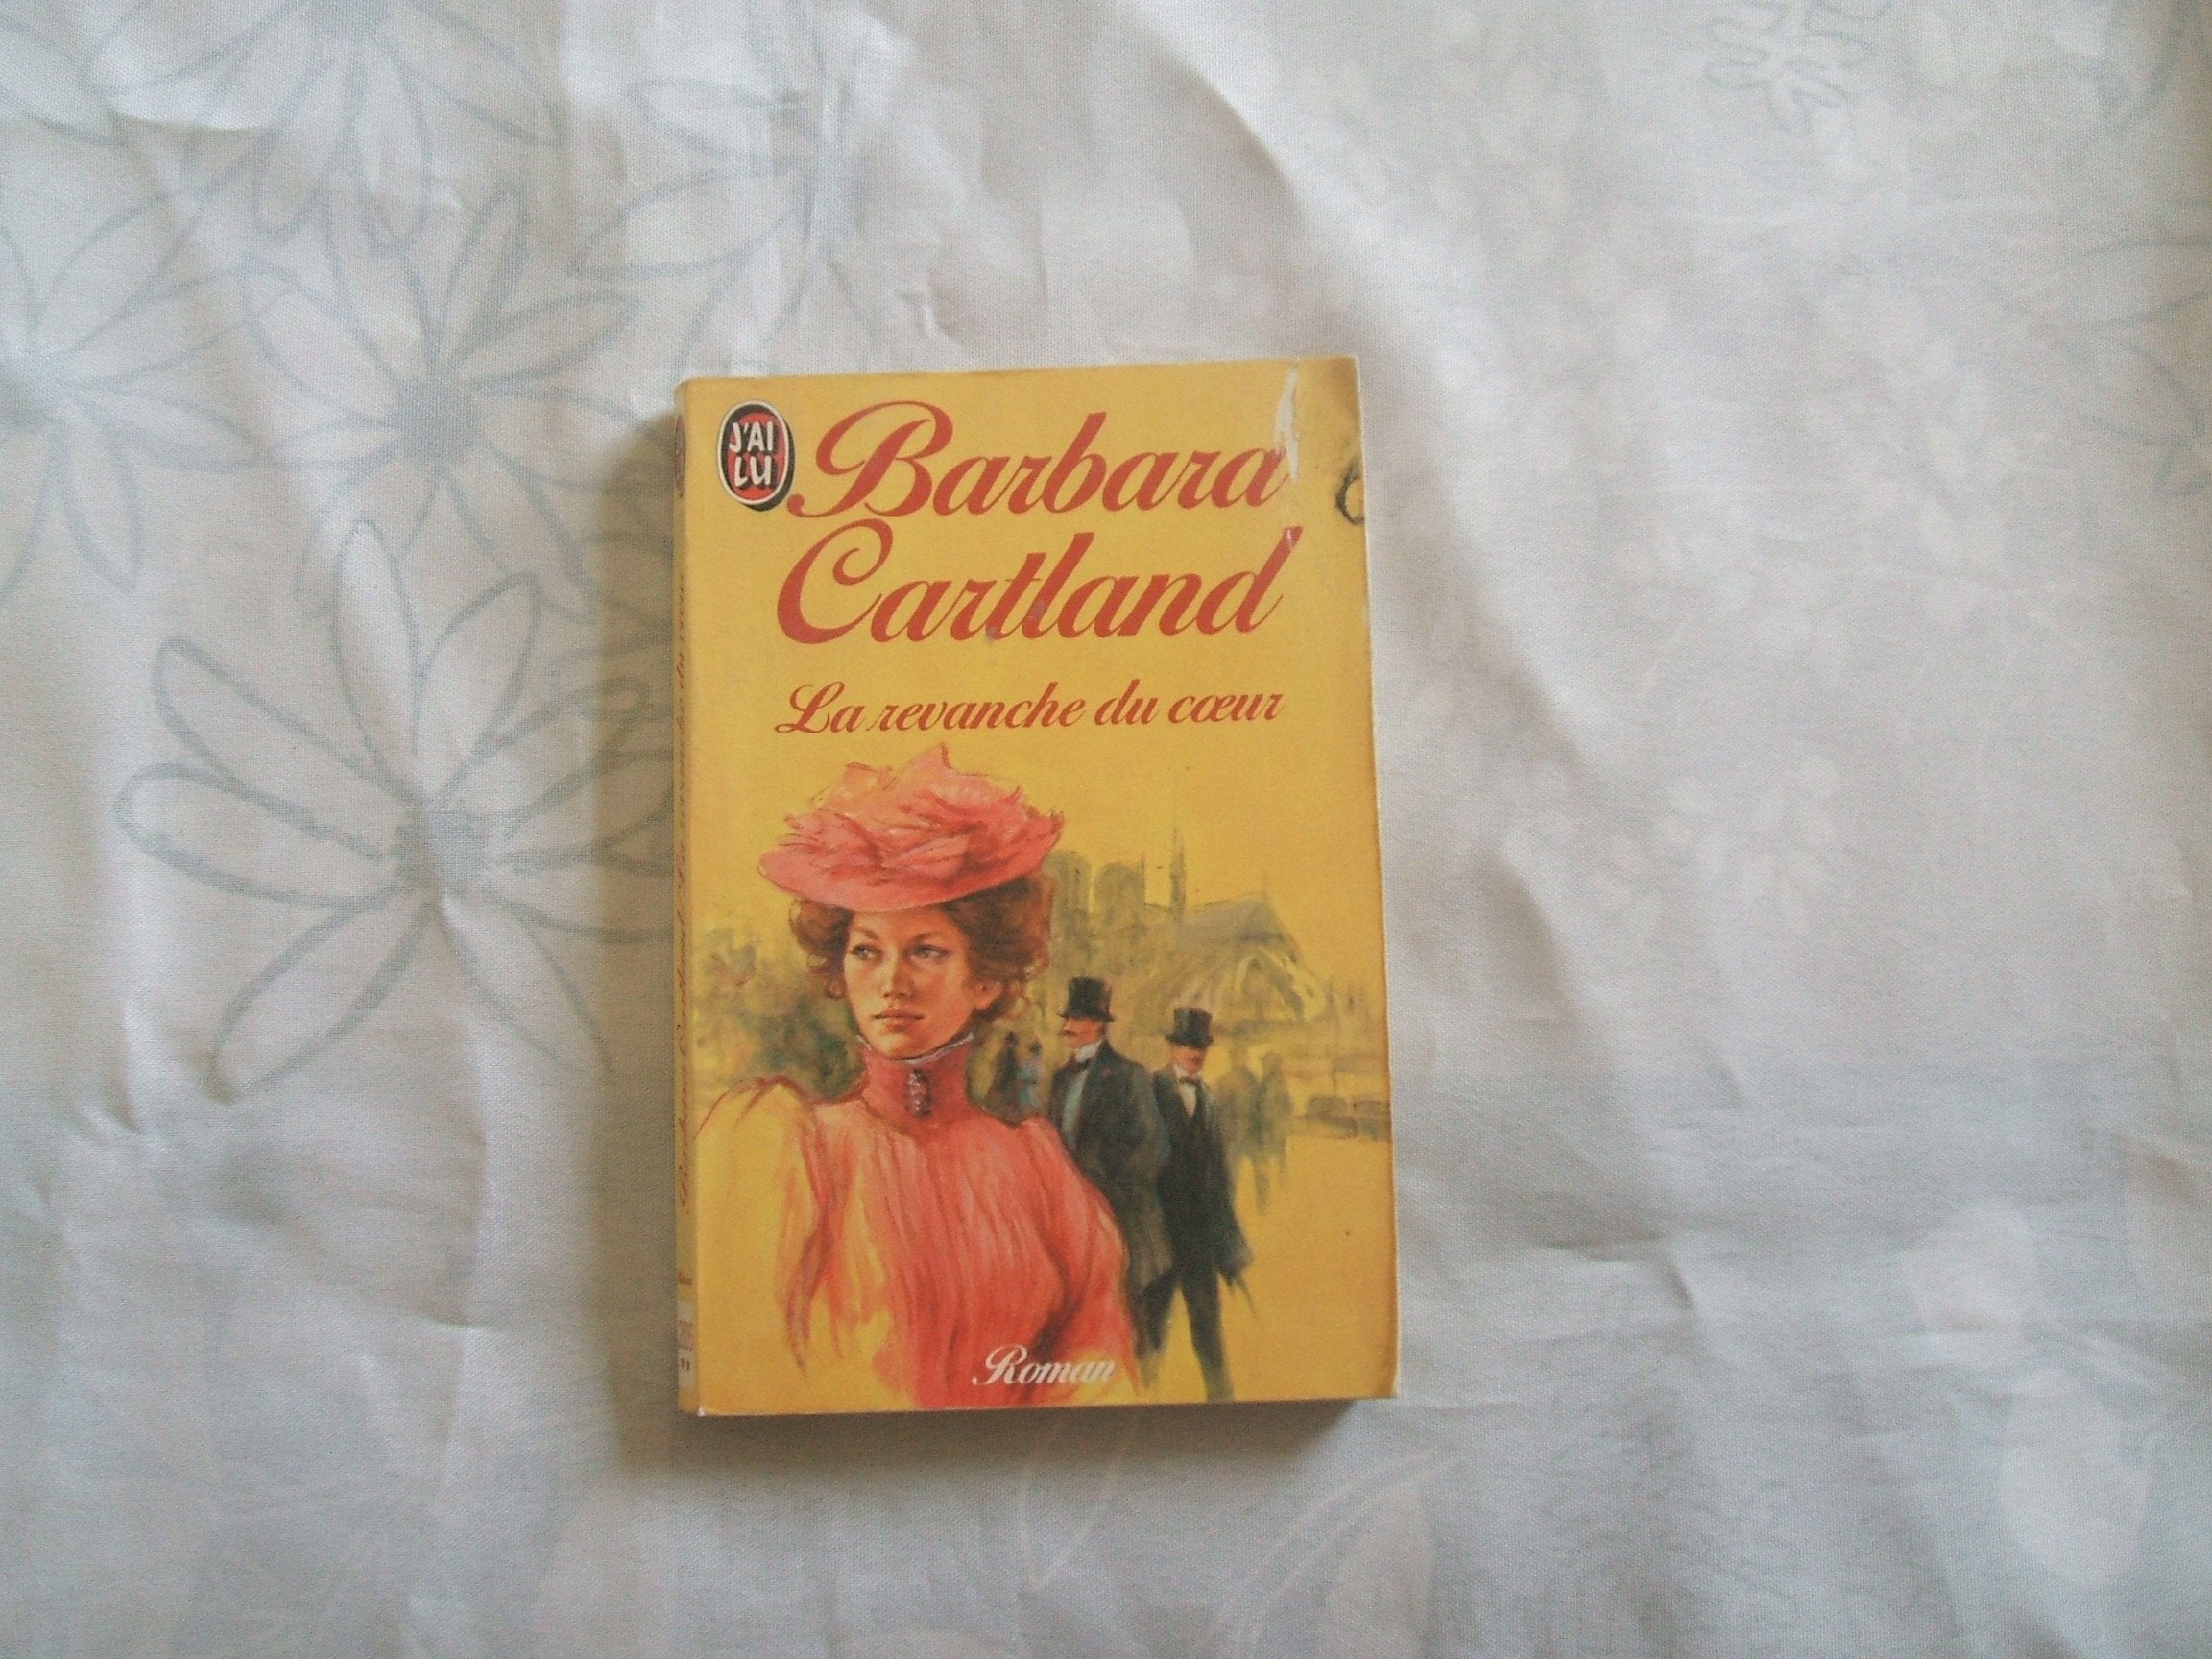 J'AI
LU
Barbara
Cartland
La revanche du cœur
Roman